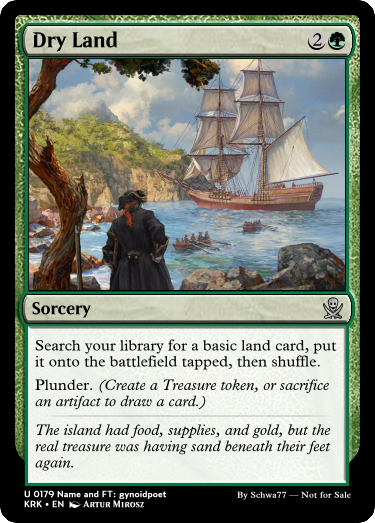 Dry Land 2
Sorcery
Search your library for a basic land card, put
it onto the battlefield tapped, then shuffle.
Plunder. (Create a Treasure token, or sacrifice
an artifact to draw a card.)
The island had food, supplies, and gold, but the
real treasure was having sand beneath their feet
again.
U 0179 Name and FT: gynoidpoet By Schwa77 — Not for Sale
KRK • EN Artur Mirosz